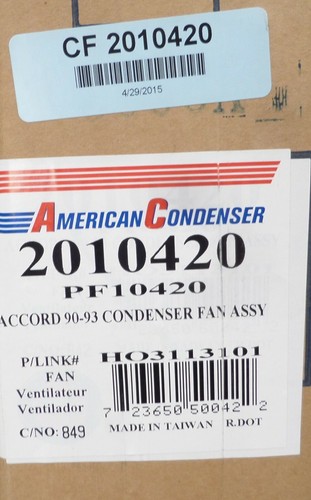 CF 2010420
4/29/2015
AMERICAN CONDENSER
2010420
PF10420
ACCORD 90-93 CONDENSER FAN ASSY
P/LINK# HO3113101
FAN
Ventilateur
Ventilador
7 23650 50042 2
C/NO: 849 MADE IN TAIWAN R.DOT